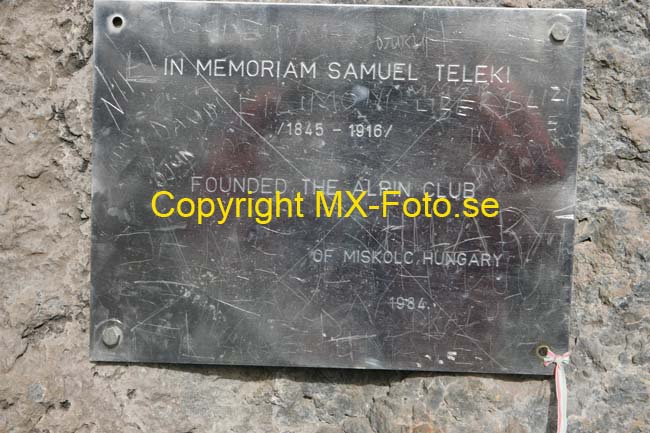 IN MEMORIAM SAMUEL TELEKI
/1845 - 1916/
FOUNDED THE ALPIN CLUB
Copyright MX-Foto.se
OF MISKOLC, HUNGARY
1984.